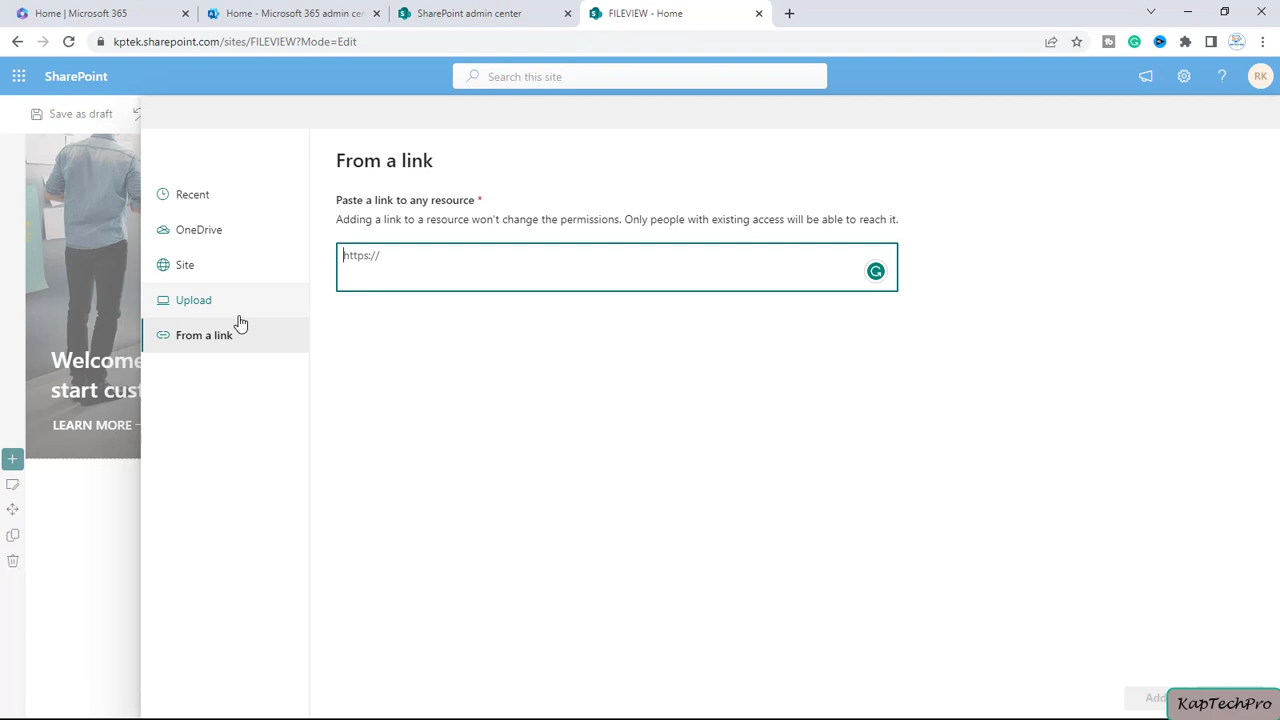 Home | Microsoft 365
Home - Microsoft 365 admin cen
SharePoint admin center
FILEVIEW - Home
kptek.sharepoint.com/sites/FILEVIEW?Mode=Edit
SharePoint
Search this site
RK
Save as draft
From a link
Paste a link to any resource *
Adding a link to a resource won't change the permissions. Only people with existing access will be able to reach it.
https://
Recent
OneDrive
Site
Upload
From a link
Welcome
start cust
LEARN MORE
Add
KapTechPro